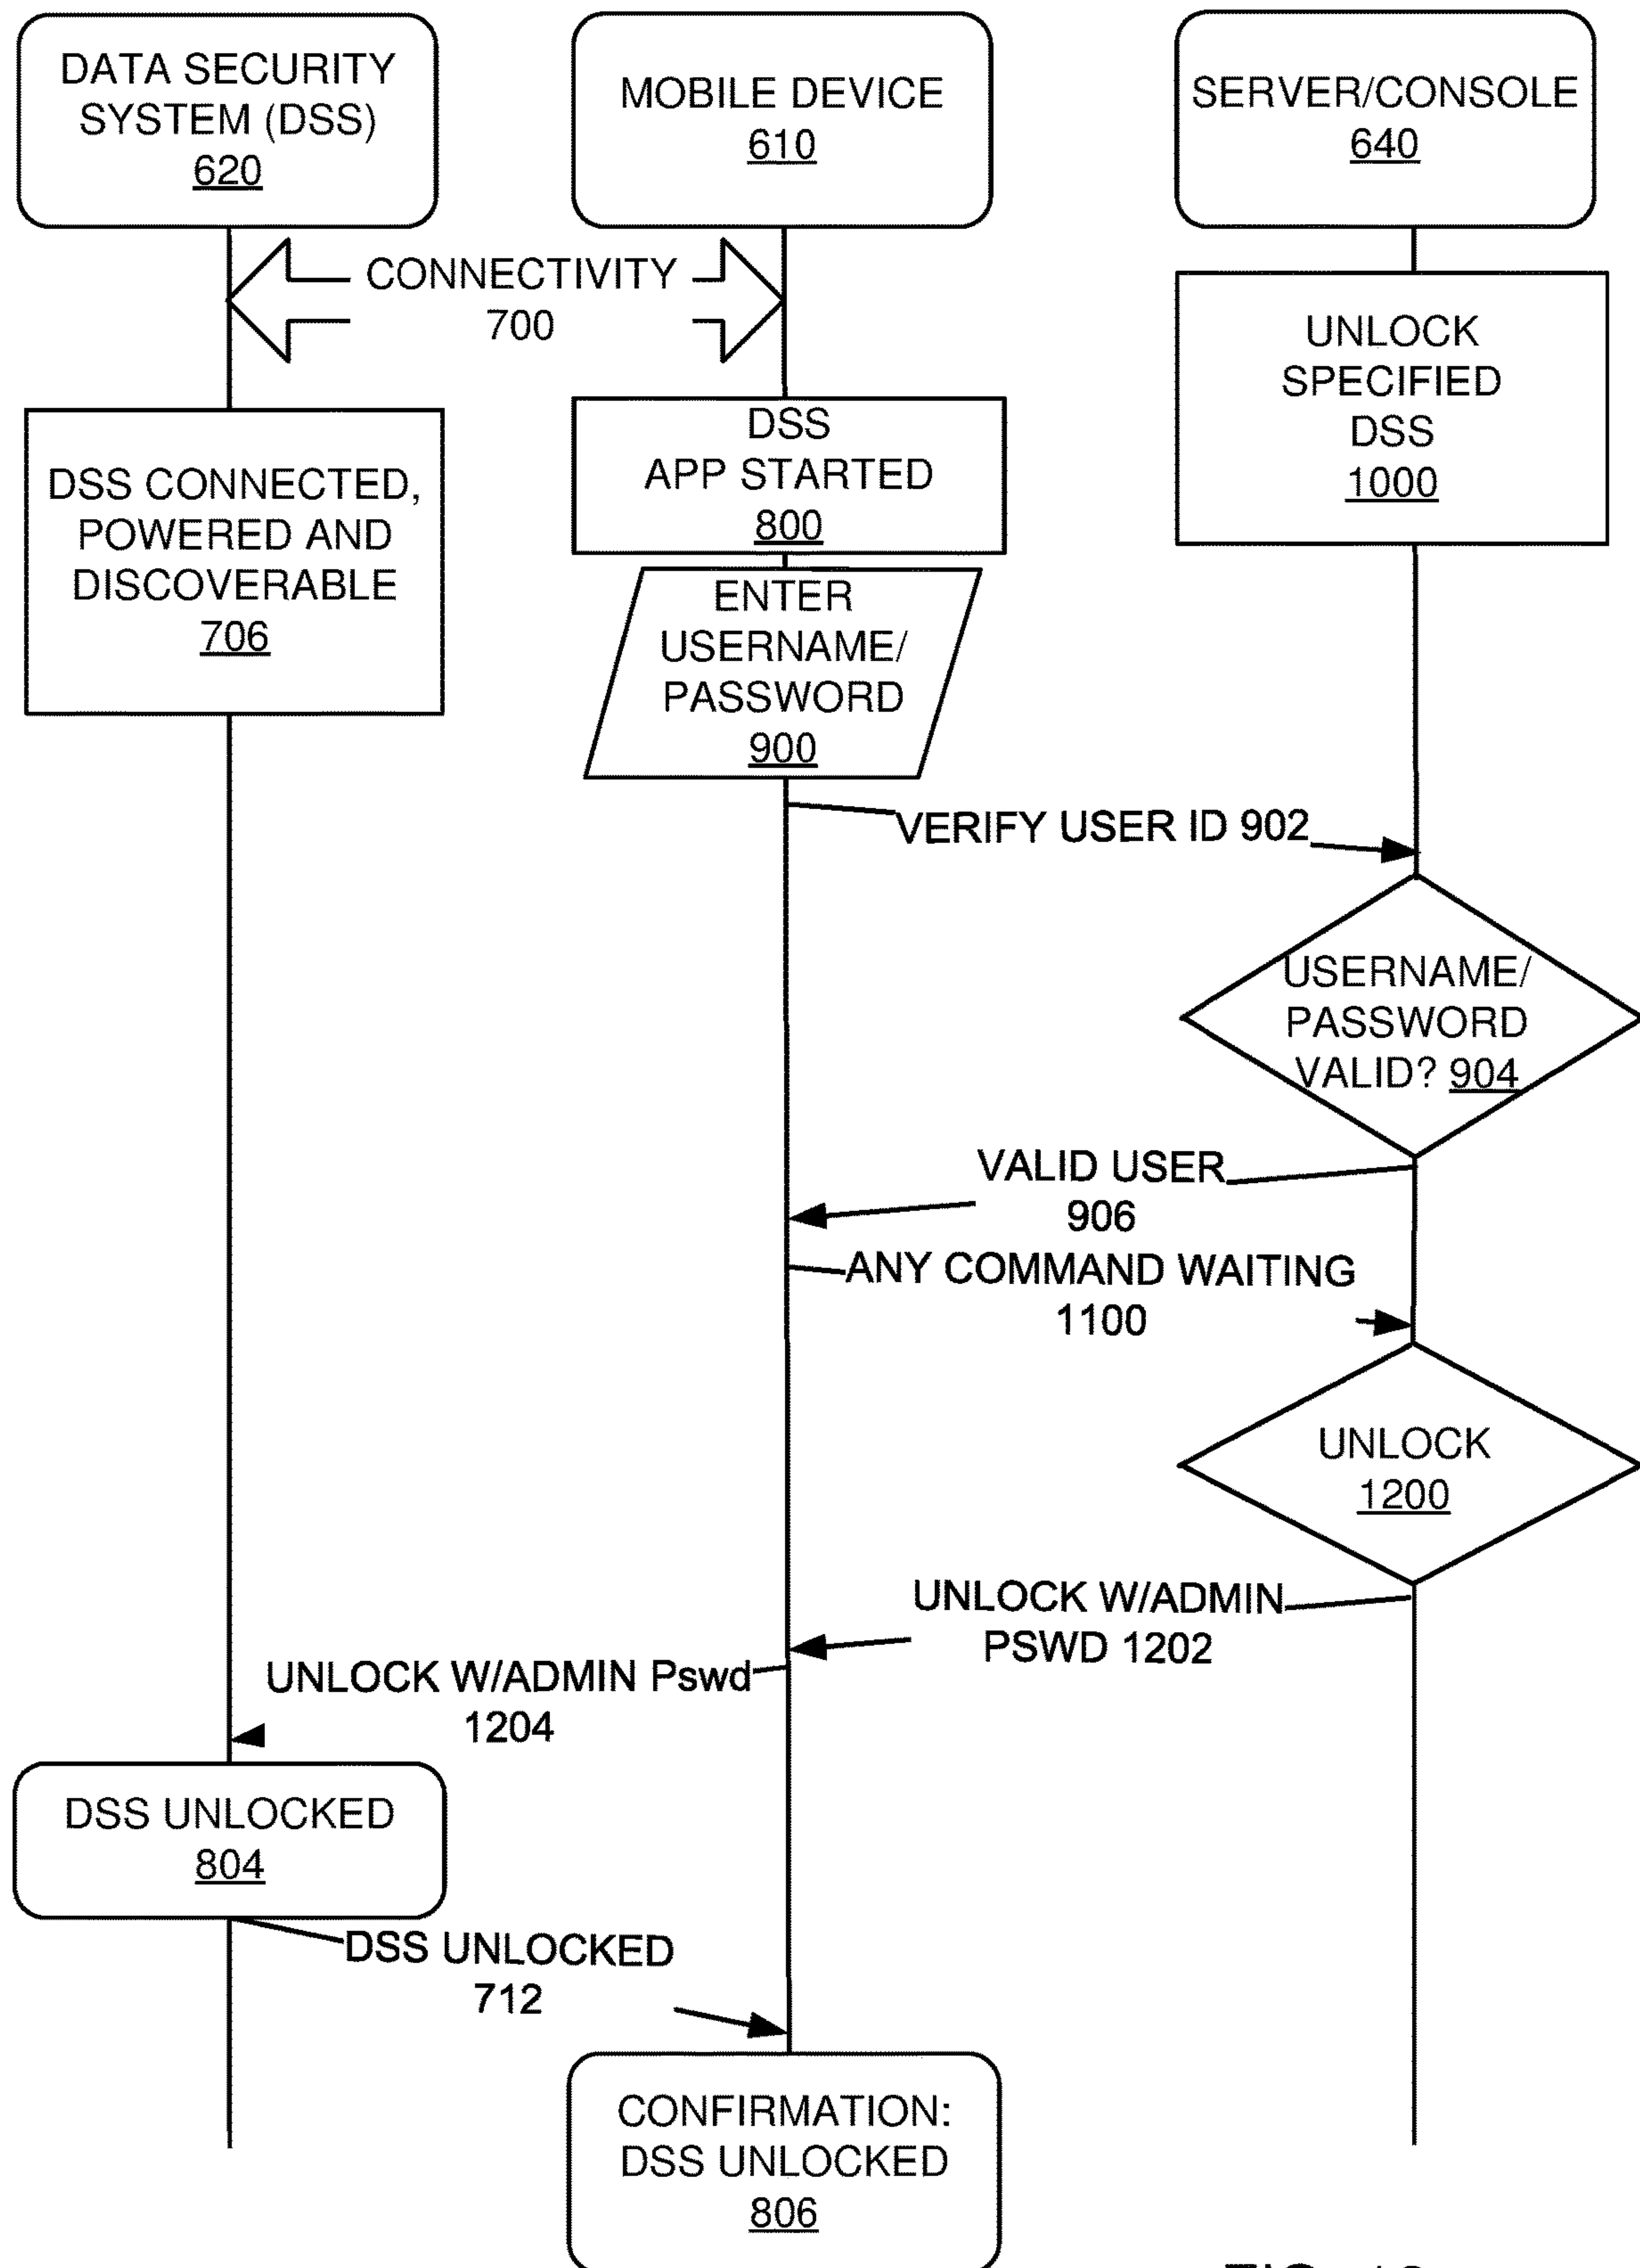 DATA SECURITY
SYSTEM (DSS)
620
MOBILE DEVICE
610
SERVER/CONSOLE
640
CONNECTIVITY
700
UNLOCK
SPECIFIED
DSS
1000
DSS CONNECTED,
POWERED AND
DISCOVERABLE
706
DSS
APP STARTED
800
ENTER
USERNAME/
PASSWORD
900
VERIFY USER ID 902
USERNAME/
PASSWORD
VALID? 904
VALID USER
906
ANY COMMAND WAITING
1100
UNLOCK
1200
UNLOCK W/ADMIN
PSWD 1202
UNLOCK W/ADMIN Pswd
1204
DSS UNLOCKED
804
DSS UNLOCKED
712
CONFIRMATION:
DSS UNLOCKED
806